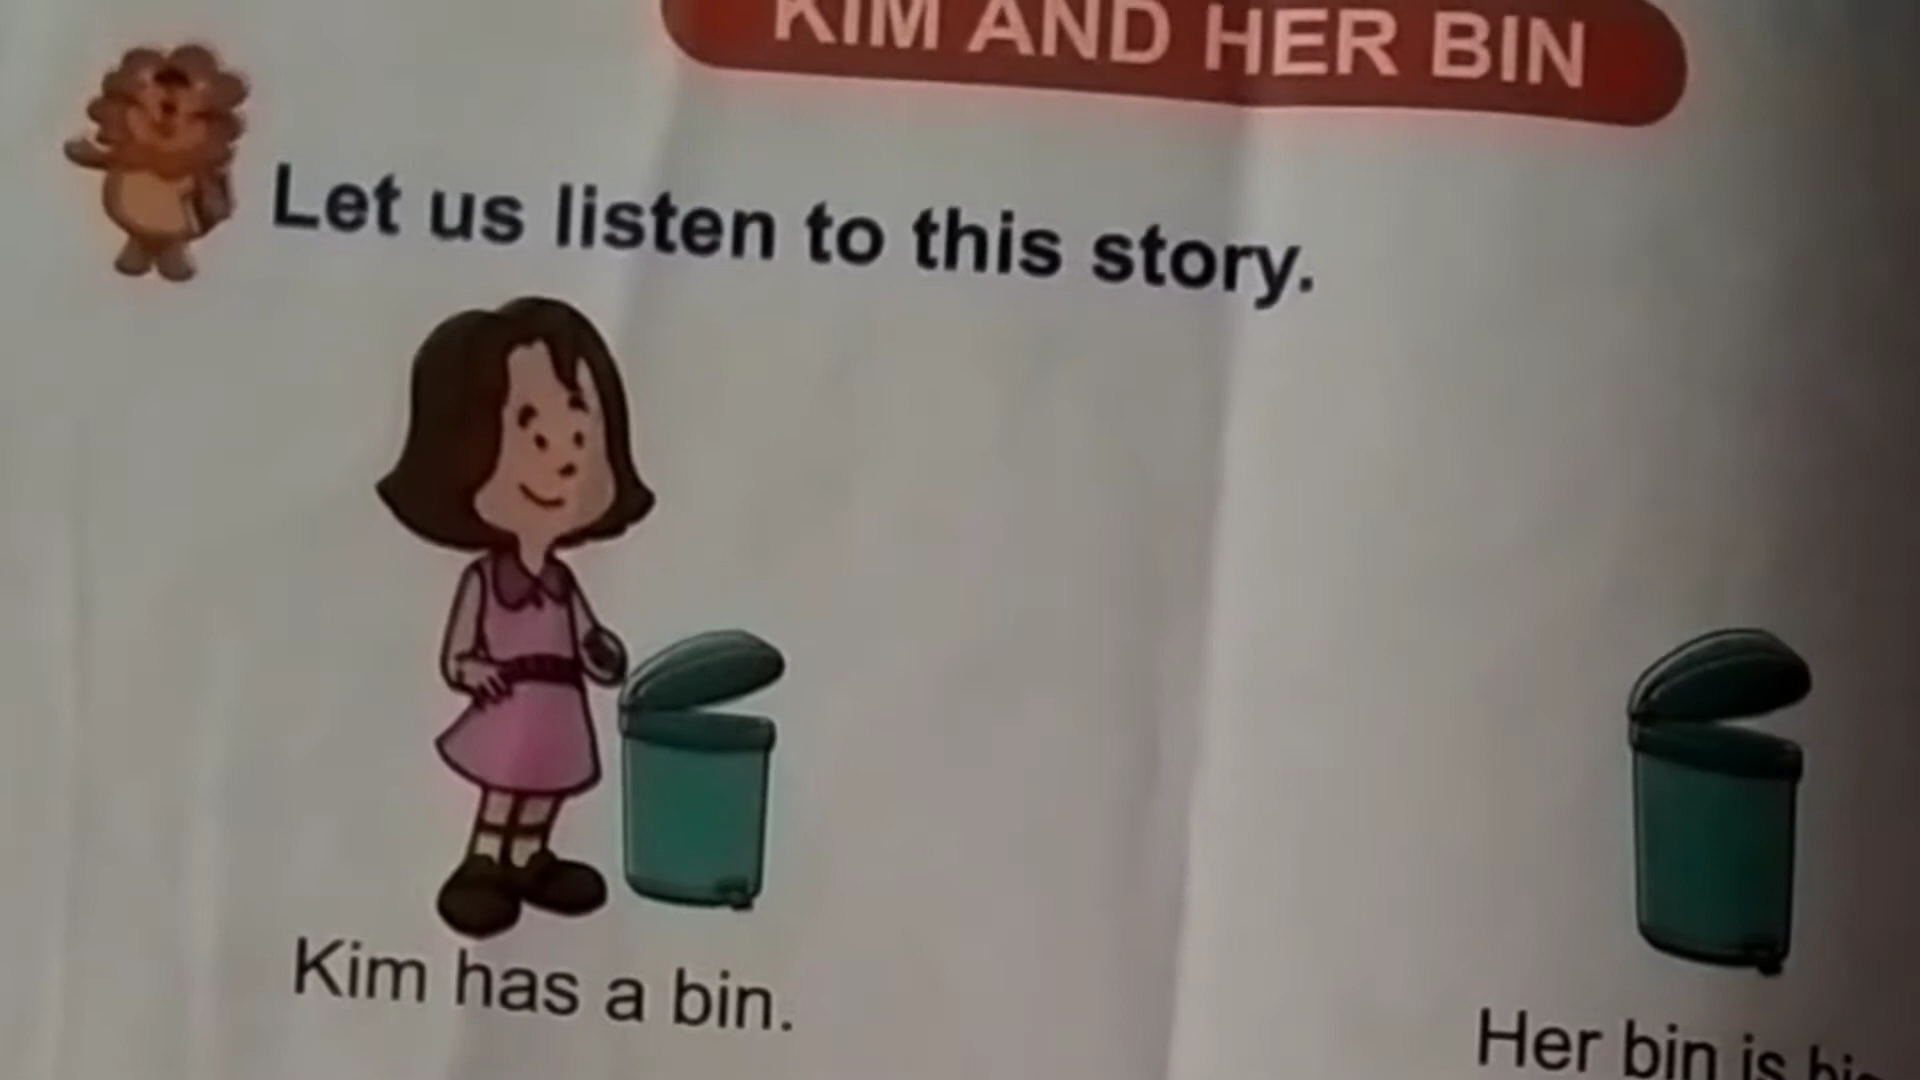 KIM AND HER BIN
Let us listen to this story.
Kim has a bin.
Her bin is